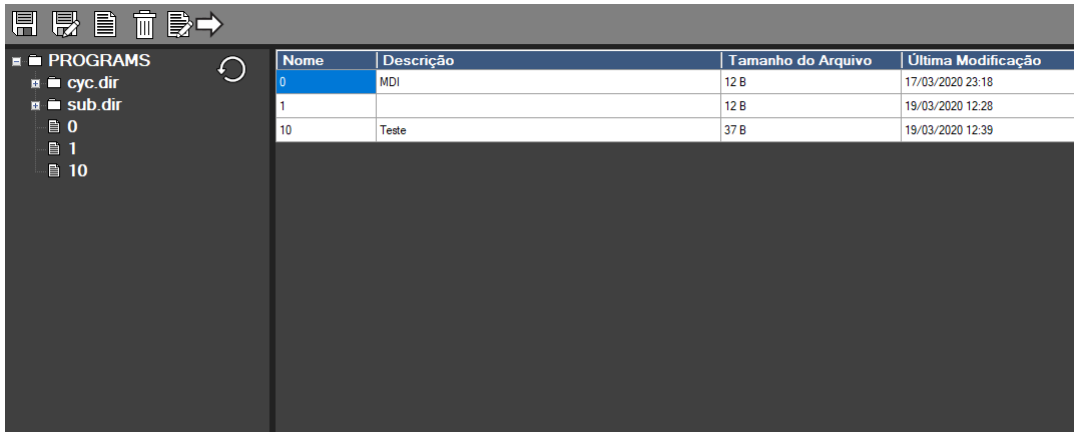 PROGRAMS
cyc.dir
sub.dir
0
1
10
Nome Descrição Tamanho do Arquivo Última Modificação
0 MDI 12 B 17/03/2020 23:18
1 12 B 19/03/2020 12:28
10 Teste 37 B 19/03/2020 12:39